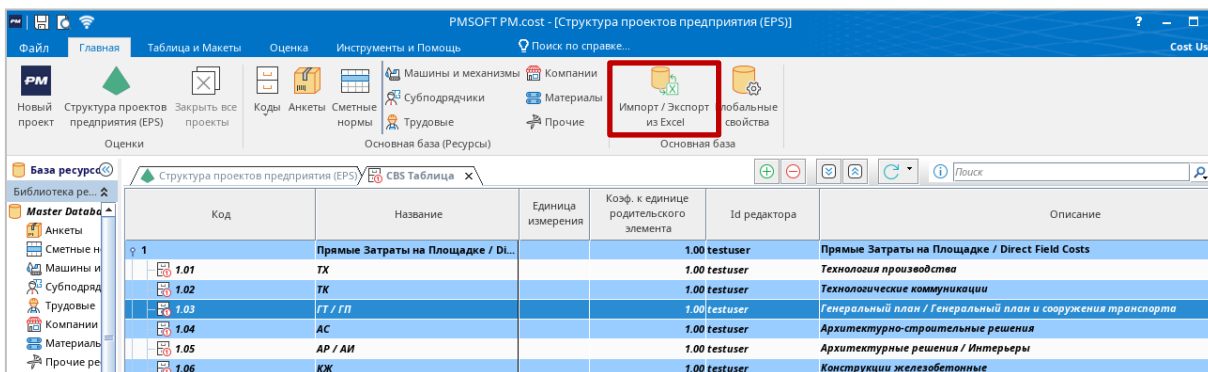 PM
PMSOFT PM.cost - [Структура проектов предприятия (EPS)]
?
Файл Главная Таблица и Макеты Оценка Инструменты и Помощь Поиск по справке... Cost Us
PM
Новый проект
Структура проектов предприятия (EPS)
Закрыть все проекты
Оценки
Коды Анкеты Сметные нормы
Машины и механизмы Компании
Субподрядчики Материалы
Трудовые Прочие
Основная база (Ресурсы)
Импорт / Экспорт из Excel
лобальные свойства
Основная база
База ресурсо
Структура проектов предприятия (EPS) CBS Таблица X
Поиск
Библиотека ре...
Master Databa
Анкеты
Сметные н
Машины и
Субподряд
Трудовые
Компании
Материаль
Прочие ре
Код Название Единица измерения Коэф. к единице родительского элемента Id редактора Описание
1 Прямые Затраты на Площадке / Di... 1.00 testuser Прямые Затраты на Площадке / Direct Field Costs
1.01 ТХ 1.00 testuser Технология производства
1.02 ТК 1.00 testuser Технологические коммуникации
1.03 ГТ / ГП 1.00 testuser Генеральный план / Генеральный план и сооружения транспорта
1.04 АС 1.00 testuser Архитектурно-строительные решения
1.05 АР / АИ 1.00 testuser Архитектурные решения / Интерьеры
1.06 КЖ 1.00 testuser Конструкции железобетонные